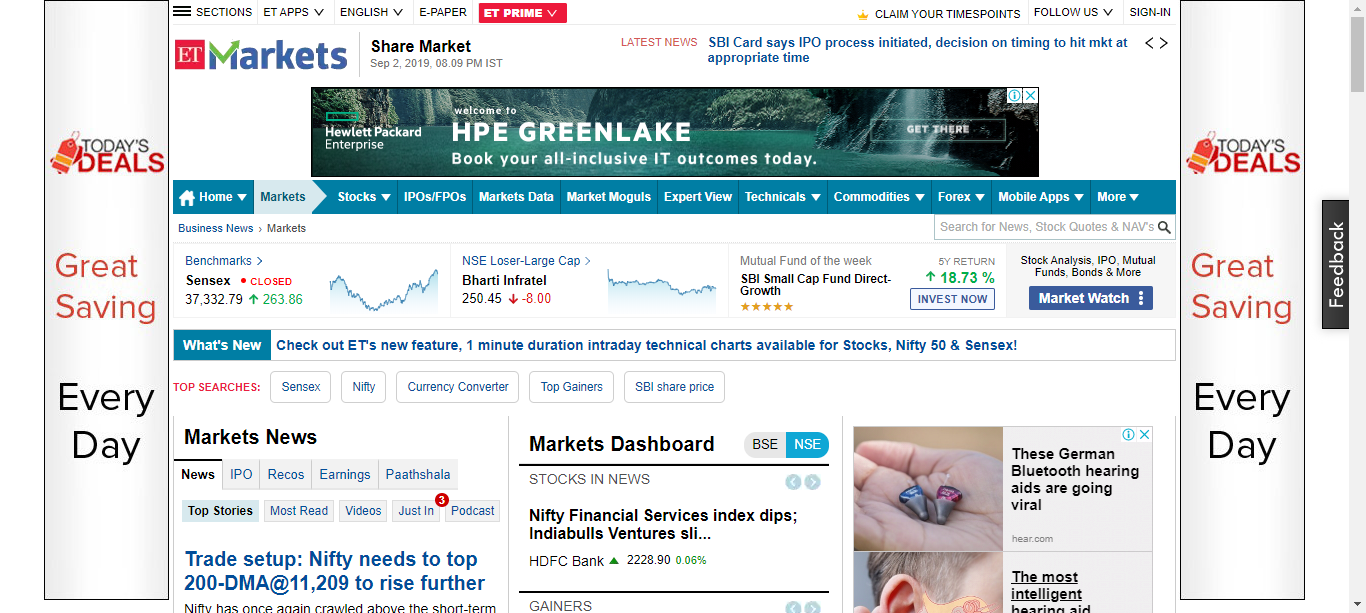 SECTIONS
ET APPS
ENGLISH
E-PAPER
ET PRIME
CLAIM YOUR TIMESPOINTS
FOLLOW US
SIGN-IN
ET Markets
Share Market
Sep 2, 2019, 08.09 PM IST
LATEST NEWS
SBI Card says IPO process initiated, decision on timing to hit mkt at
appropriate time
Hewlett Packard
Enterprise
welcome to
HPE GREENLAKE
Book your all-inclusive IT outcomes today.
GET THERE
TODAY'S
DEALS
Great
Saving
Every
Day
Home
Markets
Stocks
IPOs/FPOs
Markets Data
Market Moguls
Expert View
Technicals
Commodities
Forex
Mobile Apps
More
Business News › Markets
Search for News, Stock Quotes & NAV's
Benchmarks
Sensex CLOSED
37,332.79 263.86
NSE Loser-Large Cap
Bharti Infratel
250.45 -8.00
Mutual Fund of the week
SBI Small Cap Fund Direct-
Growth
5Y RETURN
18.73 %
INVEST NOW
Stock Analysis, IPO, Mutual
Funds, Bonds & More
Market Watch
What's New
Check out ET's new feature, 1 minute duration intraday technical charts available for Stocks, Nifty 50 & Sensex!
TOP SEARCHES:
Sensex
Nifty
Currency Converter
Top Gainers
SBI share price
Markets News
News
IPO
Recos
Earnings
Paathshala
Top Stories
Most Read
Videos
Just In
3
Podcast
Trade setup: Nifty needs to top
200-DMA@11,209 to rise further
Nifty has once again crawled above the short-term
Markets Dashboard
BSE
NSE
STOCKS IN NEWS
Nifty Financial Services index dips;
Indiabulls Ventures sli...
HDFC Bank 2228.90 0.06%
GAINERS
These German
Bluetooth hearing
aids are going
viral
hear.com
The most
intelligent
hearing aid
TODAY'S
DEALS
Great
Saving
Every
Day
Feedback